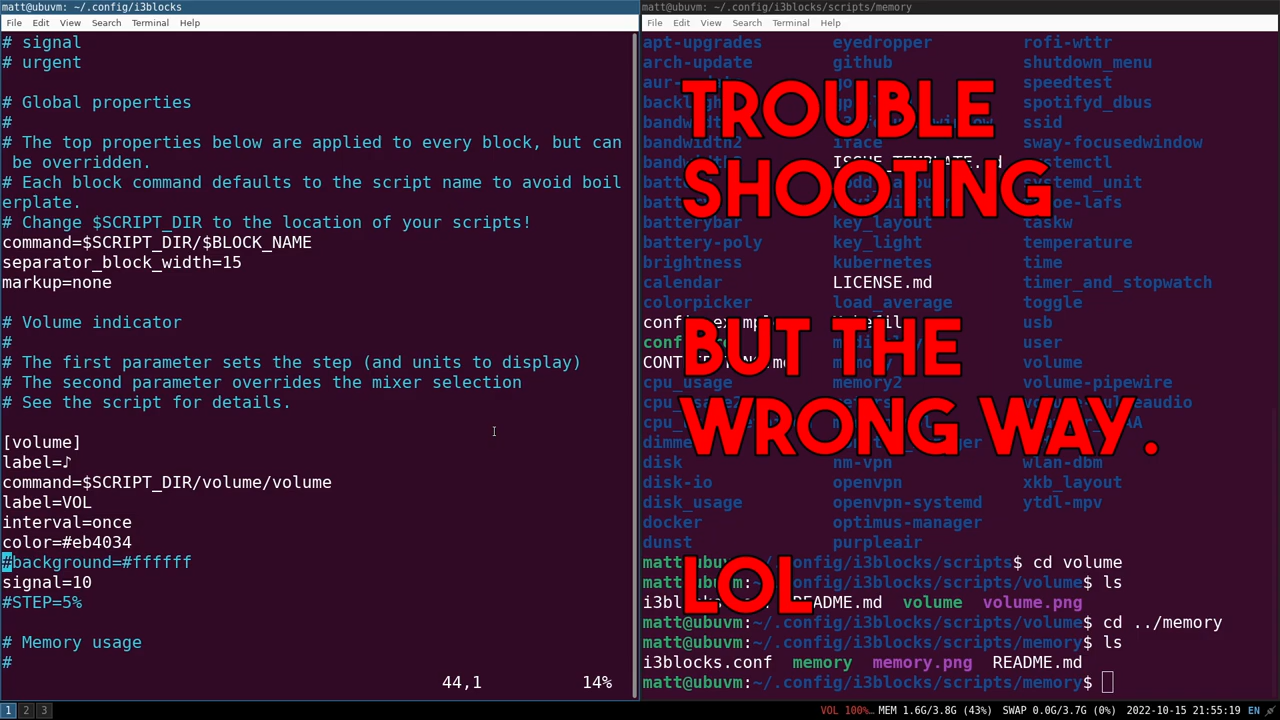 matt@ubuvm: ~/.config/i3blocks
File Edit View Search Terminal Help
# signal
# urgent
# Global properties
#
# The top properties below are applied to every block, but can
be overridden.
# Each block command defaults to the script name to avoid boil
erplate.
# Change $SCRIPT_DIR to the location of your scripts!
command=$SCRIPT_DIR/$BLOCK_NAME
separator_block_width=15
markup=none
# Volume indicator
#
# The first parameter sets the step (and units to display)
# The second parameter overrides the mixer selection
# See the script for details.
[volume]
label=♪
command=$SCRIPT_DIR/volume/volume
label=VOL
interval=once
color=#eb4034
#background=#ffffff
signal=10
#STEP=5%
# Memory usage
#
44,1 14%
matt@ubuvm: ~/.config/i3blocks/scripts/memory
File Edit View Search Terminal Help
apt-upgrades eyedropper rofi-wttr
arch-update github shutdown_menu
speedtest
spotifyd_dbus
ssid
iface sway-focusedwindow
ISSUE_TEMPLATE.md systemctl
systemd_unit
taskw
batterybar key_layout
battery-poly key_light temperature
brightness kubernetes time
calendar LICENSE.md timer_and_stopwatch
colorpicker load_average toggle
usb
user
memory volume
cpu_usage memory2 volume-pipewire
disk nm-vpn wlan-dbm
disk-io openvpn xkb_layout
disk_usage openvpn-systemd ytdl-mpv
docker optimus-manager
dunst purpleair
matt@ubuvm:~/.config/i3blocks/scripts$ cd volume
matt@ubuvm:~/.config/i3blocks/scripts/volume$ ls
README.md volume volume.png
matt@ubuvm:~/.config/i3blocks/scripts/volume$ cd ../memory
matt@ubuvm:~/.config/i3blocks/scripts/memory$ ls
i3blocks.conf memory memory.png README.md
matt@ubuvm:~/.config/i3blocks/scripts/memory$
TROUBLE
SHOOTING
BUT THE
WRONG WAY.
LOL
1 2 3 VOL 100%… MEM 1.6G/3.8G (43%) SWAP 0.0G/3.7G (0%) 2022-10-15 21:55:19 EN